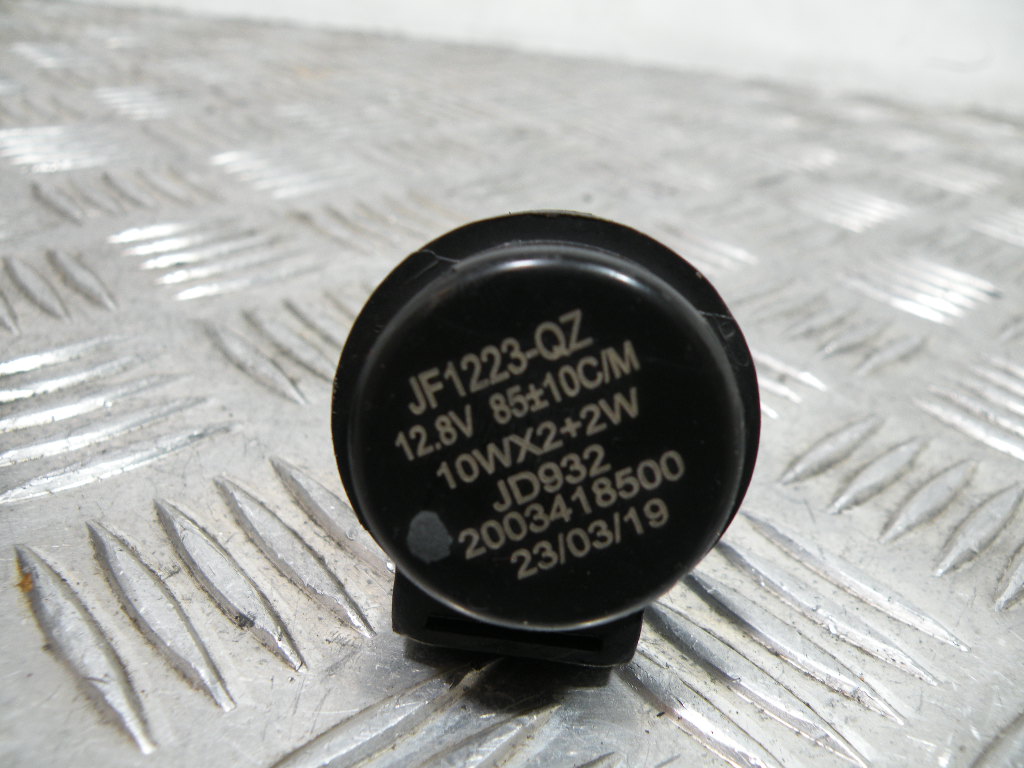 JF1223-QZ
12.8V 85±10C/M
10WX2+2W
JD932
2003418500
23/03/19